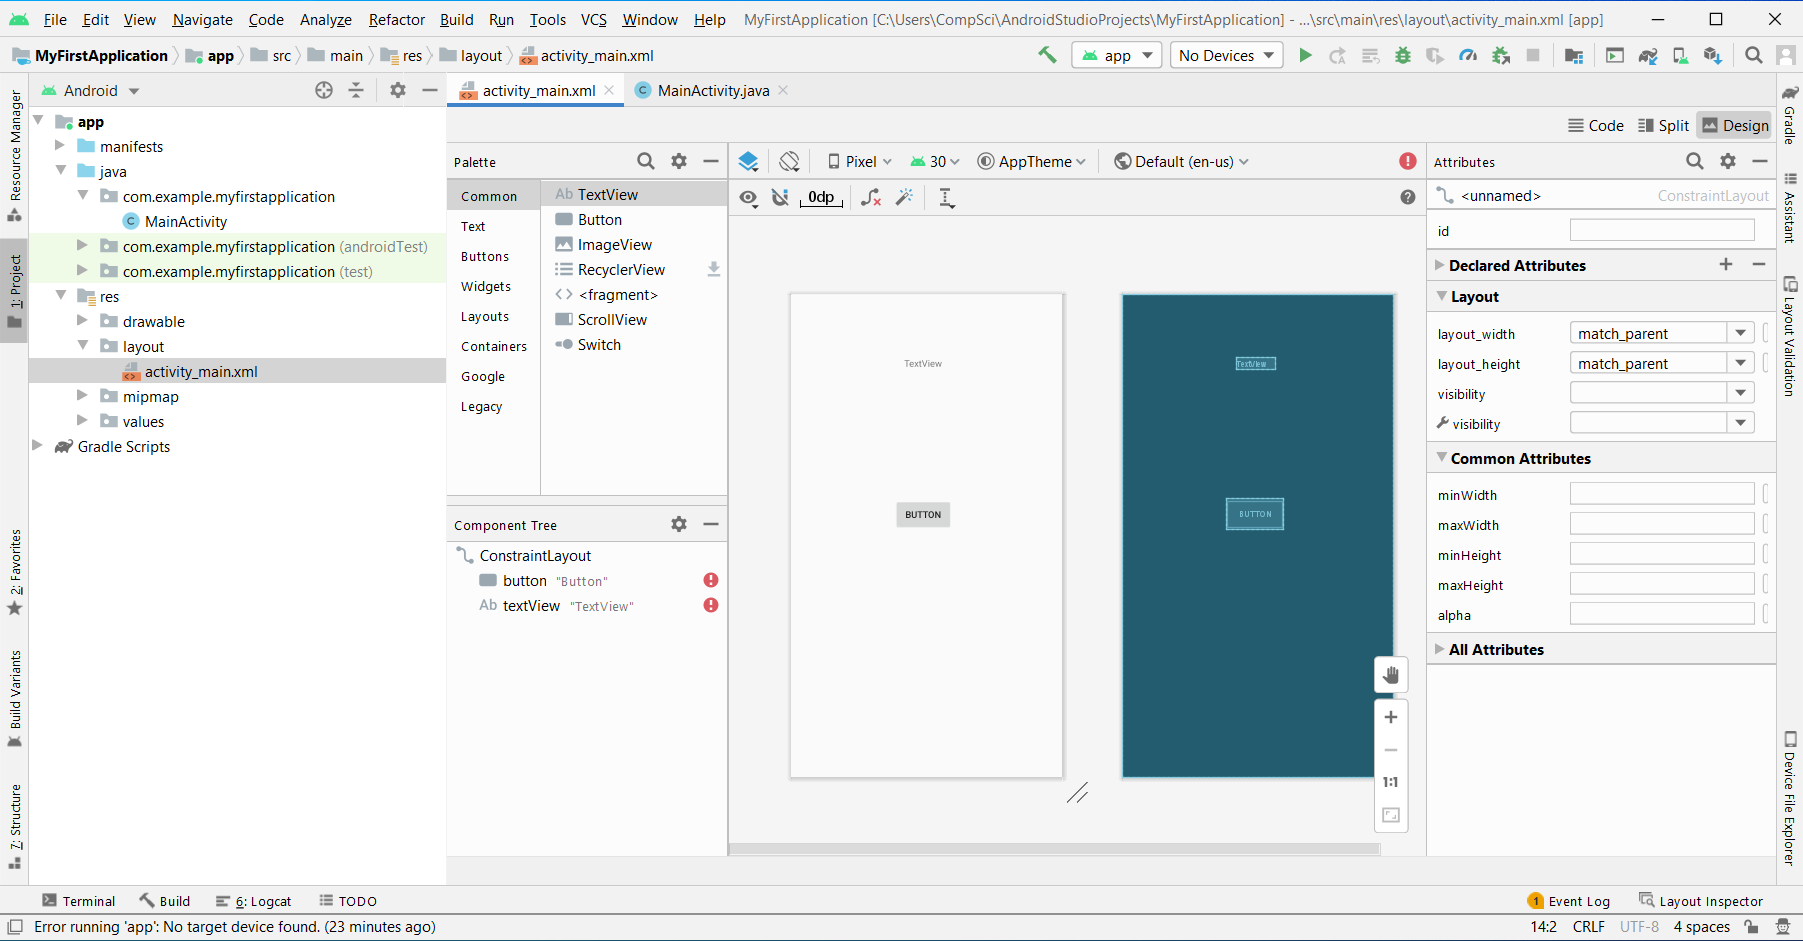 File Edit View Navigate Code Analyze Refactor Build Run Tools VCS Window Help MyFirstApplication [C:\Users\CompSci\AndroidStudioProjects\MyFirstApplication] - ...\src\main\res\layout\activity_main.xml [app]
MyFirstApplication app src main res layout activity_main.xml app No Devices
Resource Manager
1: Project
2: Favorites
Build Variants
7: Structure
Android
app
manifests
java
com.example.myfirstapplication
MainActivity
com.example.myfirstapplication (androidTest)
com.example.myfirstapplication (test)
res
drawable
layout
activity_main.xml
mipmap
values
Gradle Scripts
activity_main.xml MainActivity.java
Code Split Design
Palette
Common
Text
Buttons
Widgets
Layouts
Containers
Google
Legacy
Ab TextView
Button
ImageView
RecyclerView
<fragment>
ScrollView
Switch
Component Tree
ConstraintLayout
button "Button"
Ab textView "TextView"
Pixel 30 AppTheme Default (en-us)
0dp
TextView
BUTTON
TextView
BUTTON
1:1
Attributes
<unnamed> ConstraintLayout
id
Declared Attributes
Layout
layout_width match_parent
layout_height match_parent
visibility
visibility
Common Attributes
minWidth
maxWidth
minHeight
maxHeight
alpha
All Attributes
Gradle
Assistant
Layout Validation
Device File Explorer
Terminal Build 6: Logcat TODO 1 Event Log Layout Inspector
Error running 'app': No target device found. (23 minutes ago) 14:2 CRLF UTF-8 4 spaces